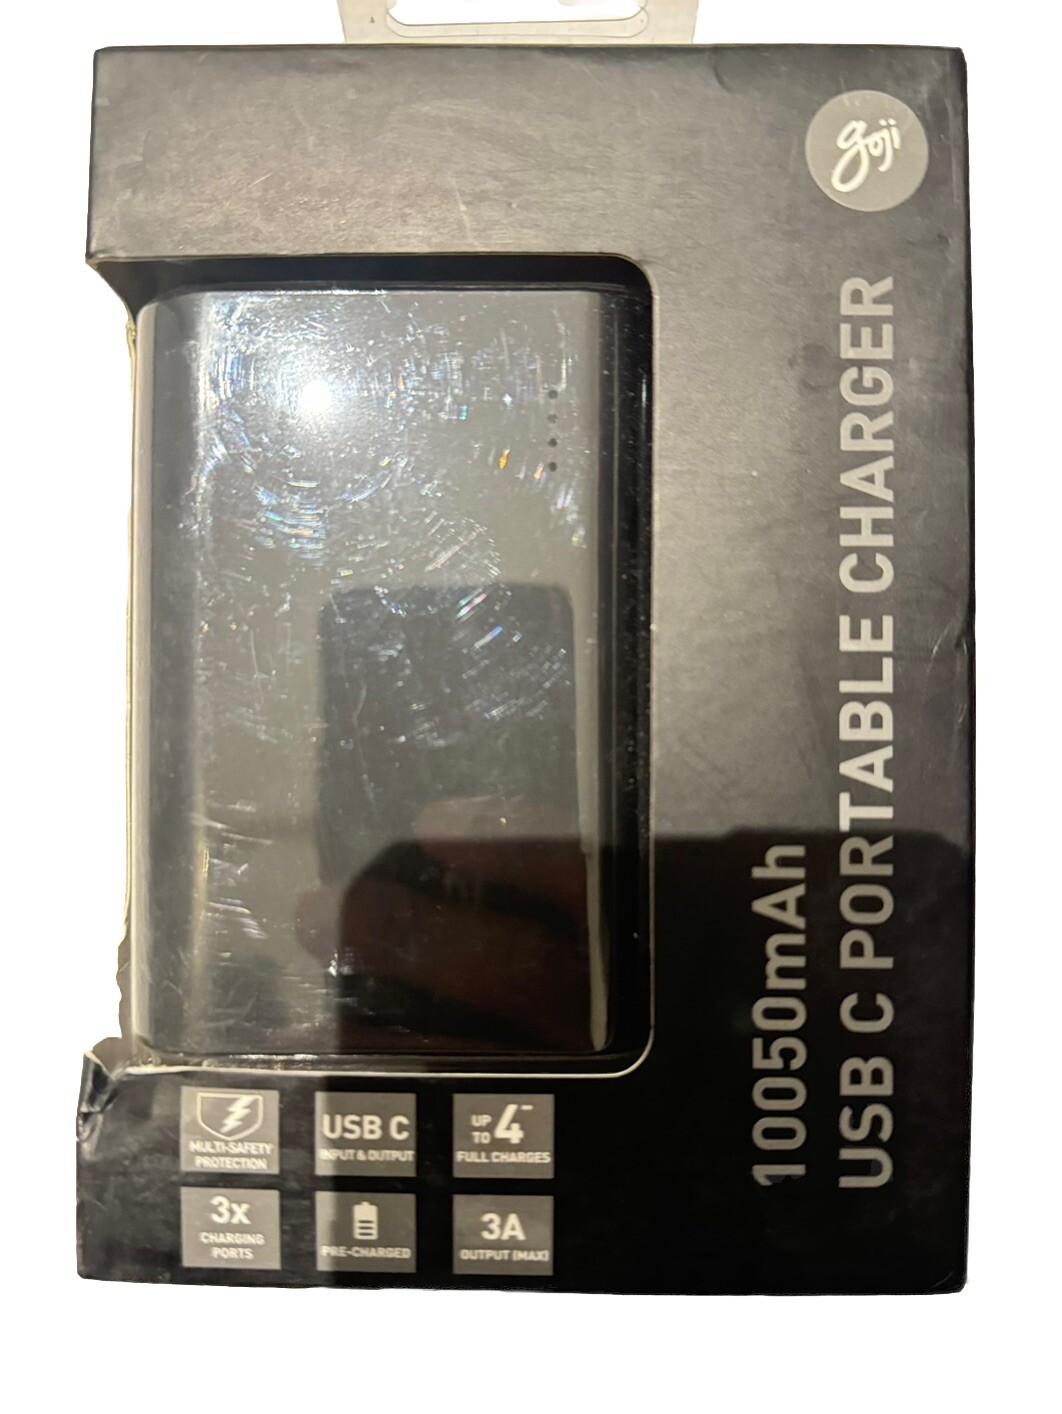 goji
10050mAh
USB C PORTABLE CHARGER
MULTI-SAFETY
PROTECTION
USB C
INPUT & OUTPUT
UP
TO 4~
FULL CHARGES
3x
CHARGING
PORTS
PRE-CHARGED
3A
OUTPUT (MAX)